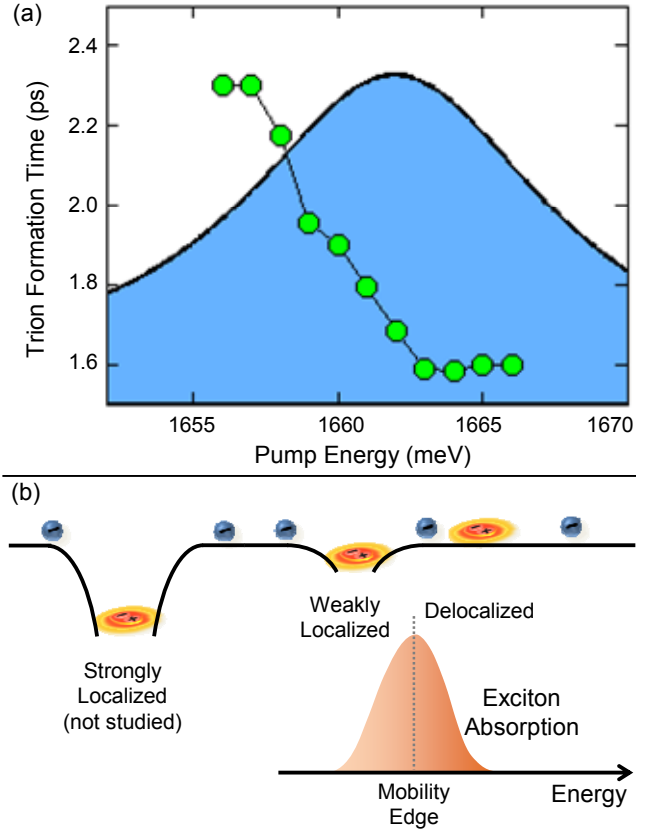 (a)
Trion Formation Time (ps)
2.4
2.2
2.0
1.8
1.6
1655
1660
1665
1670
Pump Energy (meV)
(b)
Strongly
Localized
(not studied)
Weakly
Localized
Delocalized
Exciton
Absorption
Mobility
Edge
Energy